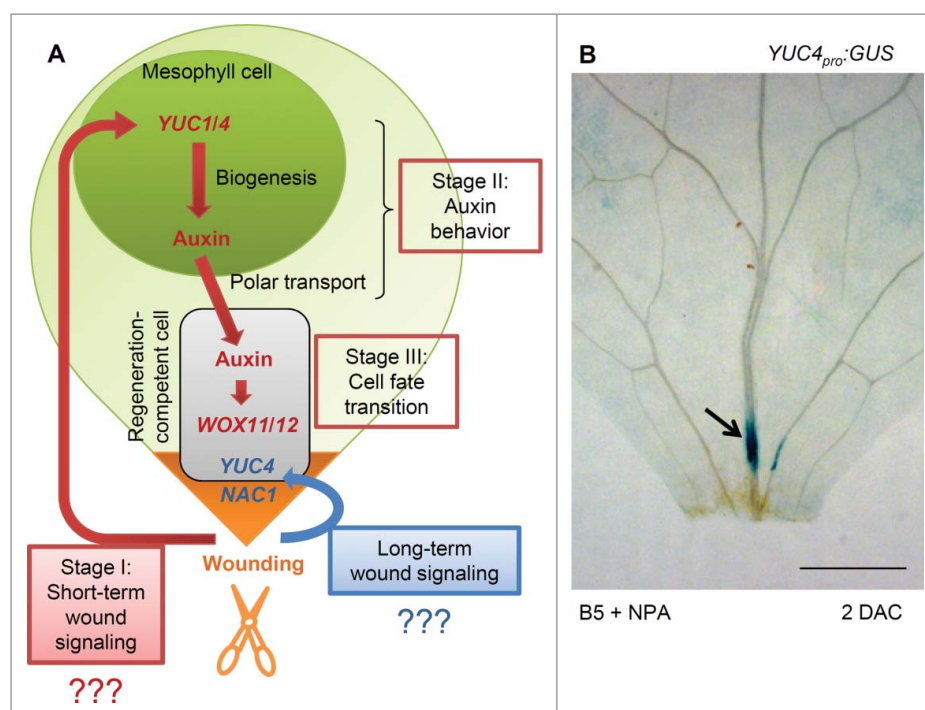 A
Mesophyll cell
YUC1/4
Biogenesis
Auxin
Polar transport
Stage II:
Auxin
behavior
Regeneration-
competent cell
Auxin
WOX11/12
Stage III:
Cell fate
transition
YUC4
NAC1
Wounding
Stage I:
Short-term
wound
signaling
???
Long-term
wound signaling
???
B
YUC4pro:GUS
B5 + NPA
2 DAC